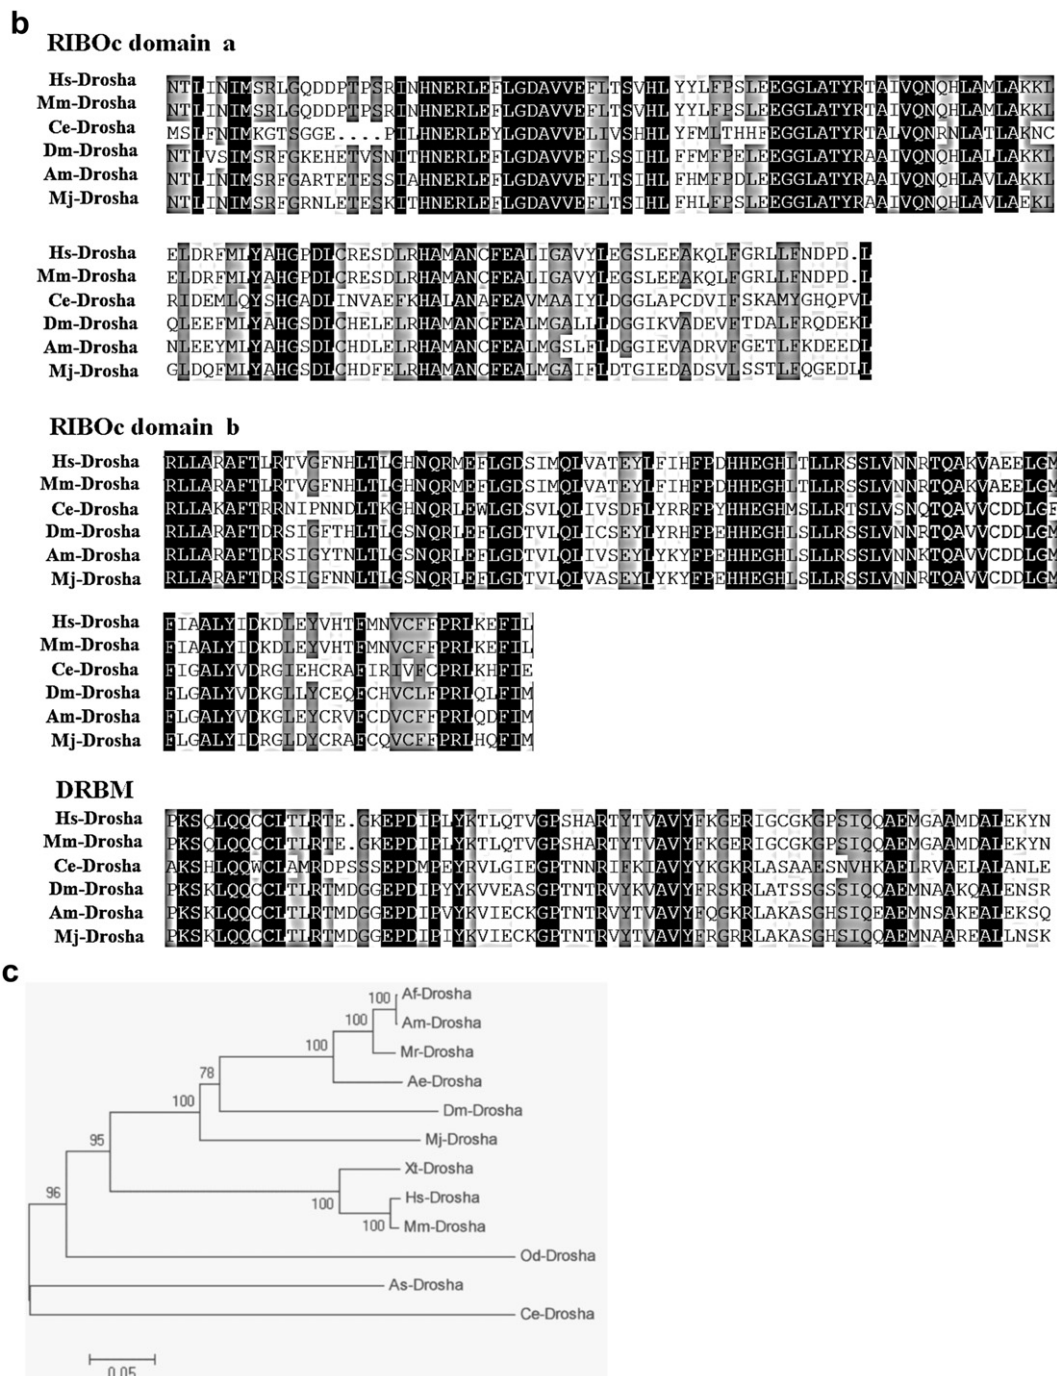 b
RIBOc domain a
Hs-Drosha NTLINIMSRLGQDDPTPSRINHNERLEFLGDAVVEFLTSVHLYYLFPSLEEGGLATYRTAIVQNQHLAMLAKKL
Mm-Drosha NTLINIMSRLGQDDPTPSRINHNERLEFLGDAVVEFLTSVHLYYLFPSLEEGGLATYRTAIVQNQHLAMLAKKL
Ce-Drosha MSLFNIMKGTSGGE....PILHNERLEYLGDAVVELIVSHHLYFMLTHHFEGGLATYRTALVQNRNLATLAKNC
Dm-Drosha NTLVSIMSRFGKEHETVSNITHNERLEFLGDAVVEFLSSIHLFFMFPELEEGGLATYRAAIVQNQHLALLAKKL
Am-Drosha NTLINIMSRFGARTETESSIAHNERLEFLGDAVVEFLTSIHLFHMFPDLEEGGLATYRAAIVQNQHLAVLAKKL
Mj-Drosha NTLINIMSRFGRNLETESKITHNERLEFLGDAVVEFLTSIHLFHLFPSLEEGGLATYRAAIVQNQHLAVLAEKL
Hs-Drosha ELDRFMLYAHGPDLCRESDLRHAMANCFEALIGAVYLEGSLEEAKQLFGRLLFNDPD.L
Mm-Drosha ELDRFMLYAHGPDLCRESDLRHAMANCFEALIGAVYLEGSLEEAKQLFGRLLFNDPD.L
Ce-Drosha RIDEMLQYSHGADLINVAEFKHALANAFEAVMAAIYLDGGLAPCDVIFSKAMYGHQPVL
Dm-Drosha QLEEFMLYAHGSDLCHELELRHAMANCFEALMGALLLDGGIKVADEVFTDALFRQDEKL
Am-Drosha NLEEYMLYAHGSDLCHDLELRHAMANCFEALMGSLFLDGGIEVADRVFGETLFKDEEDL
Mj-Drosha GLDQFMLYAHGSDLCHDFELRHAMANCFEALMGAIFLDTGIEDADSVLSSTLFQGEDLL
RIBOc domain b
Hs-Drosha RLLARAFTLRTVGFNHLTLGHNQRMEFLGDSIMQLVATEYLFIHFPDHHEGHLTLLRSSLVNNRTQAKVAEELGM
Mm-Drosha RLLARAFTLRTVGFNHLTLGHNQRMEFLGDSIMQLVATEYLFIHFPDHHEGHLTLLRSSLVNNRTQAKVAEELGM
Ce-Drosha RLLAKAFTRRNIPNNDLTKGHNQRLEWLGDSVLQLIVSDFLYRRFPYHHEGHMSLLRTSLVSNQTQAVVCDDLGF
Dm-Drosha RLLARAFTDRSIGFTHLTLGSNQRLEFLGDTVLQLICSEYLYRHFPEHHEGHLSLLRSSLVNNRTQAVVCDDLGM
Am-Drosha RLLARAFTDRSIGYTNLTLGSNQRLEFLGDTVLQLIVSEYLYKYFPEHHEGHLSLLRSSLVNNKTQAVVCDDLGM
Mj-Drosha RLLARAFTDRSIGFNNLTLGSNQRLEFLGDTVLQLVASEYLYKYFPEHHEGHLSLLRSSLVNNRTQAVVCDDLGM
Hs-Drosha FIAALYIDKDLEYVHTFMNVCFFPRLKEFIL
Mm-Drosha FIAALYIDKDLEYVHTFMNVCFFPRLKEFIL
Ce-Drosha FIGALYVDRGIEHCRAFIRIVFCPRLKHFIE
Dm-Drosha FLGALYVDKGLLYCEQFCHVCLFPRLQLFIM
Am-Drosha FLGALYVDKGLEYCRVFCDVCFFPRLQDFIM
Mj-Drosha FLGALYIDRGLDYCRAFCQVCFFPRLHQFIM
DRBM
Hs-Drosha PKSQLQQCCLTLRTE.GKEPDIPLYKTLQTVGPSHARTYTVAVYFKGERIGCGKGPSIQQAEMGAAMDALEKYN
Mm-Drosha PKSQLQQCCLTLRTE.GKEPDIPLYKTLQTVGPSHARTYTVAVYFKGERIGCGKGPSIQQAEMGAAMDALEKYN
Ce-Drosha AKSHLQQWCLAMRDPSSSEPDMPEYRVLGIEGPTNNRIFKIAVYYKGKRLASAAESNVHKAELRVAELALANLE
Dm-Drosha PKSKLQQCCLTLRTMDGGEPDIPYYKVVEASGPTNTRVYKVAVYFRSKRLATSSGSSIQQAEMNAAKQALENSR
Am-Drosha PKSKLQQCCLTLRTMDGGEPDIPVYKVIECKGPTNTRVYTVAVYFQGKRLAKASGHSIQEAEMNSAKEALEKSQ
Mj-Drosha PKSKLQQCCLTLRTMDGGEPDIPIYKVIECKGPTNTRVYTVAVYFRGRRLAKASGHSIQQAEMNAAREALLNSK
c
100 Af-Drosha
100 Am-Drosha
100 Mr-Drosha
Ae-Drosha
78
Dm-Drosha
100
Mj-Drosha
95
Xt-Drosha
96
100 Hs-Drosha
100 Mm-Drosha
Od-Drosha
As-Drosha
Ce-Drosha
0.05